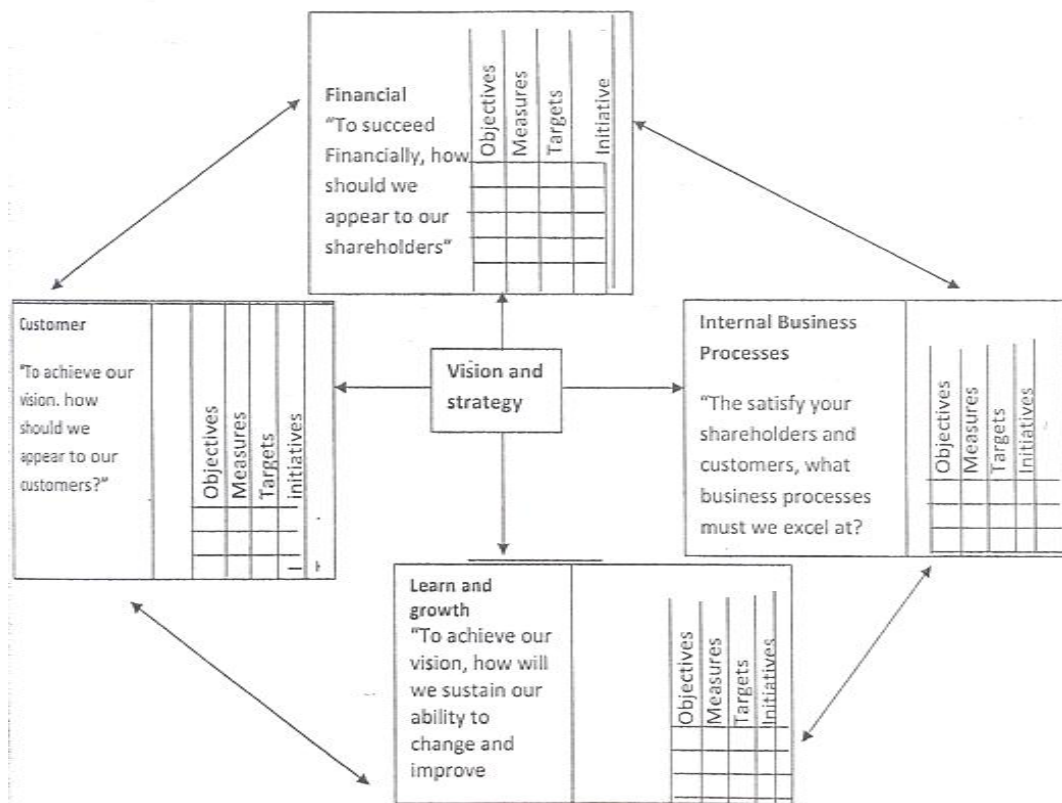 Financial
"To succeed
Financially, how
should we
appear to our
shareholders"
Objectives
Measures
Targets
Initiative
Customer
"To achieve our
vision. how
should we
appear to our
customers?"
Objectives
Measures
Targets
initiatives
Vision and
strategy
Internal Business
Processes
"The satisfy your
shareholders and
customers, what
business processes
must we excel at?
Objectives
Measures
Targets
Initiatives
Learn and
growth
"To achieve our
vision, how will
we sustain our
ability to
change and
improve
Objectives
Measures
Targets
Initiatives